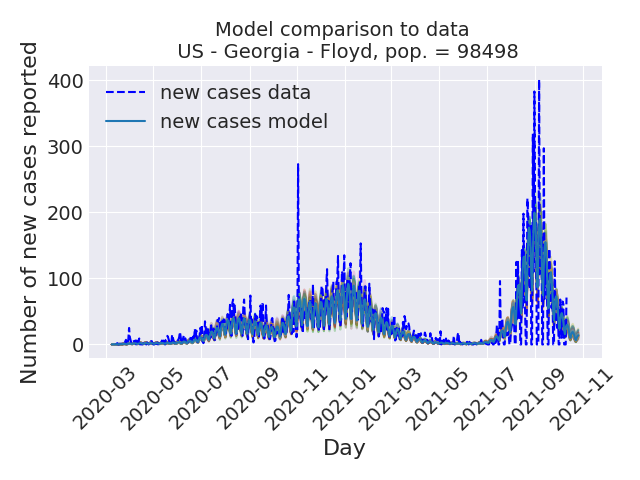 Model comparison to data
US - Georgia - Floyd, pop. = 98498
Number of new cases reported
400
300
200
100
0
new cases data
new cases model
2020-03
2020-05
2020-07
2020-09
2020-11
2021-01
2021-03
2021-05
2021-07
2021-09
2021-11
Day